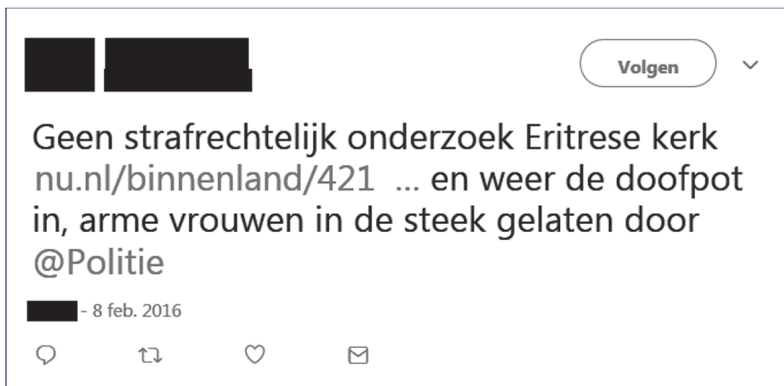 Volgen
Geen strafrechtelijk onderzoek Eritrese kerk
nu.nl/binnenland/421 ... en weer de doofpot
in, arme vrouwen in de steek gelaten door
@Politie
- 8 feb. 2016